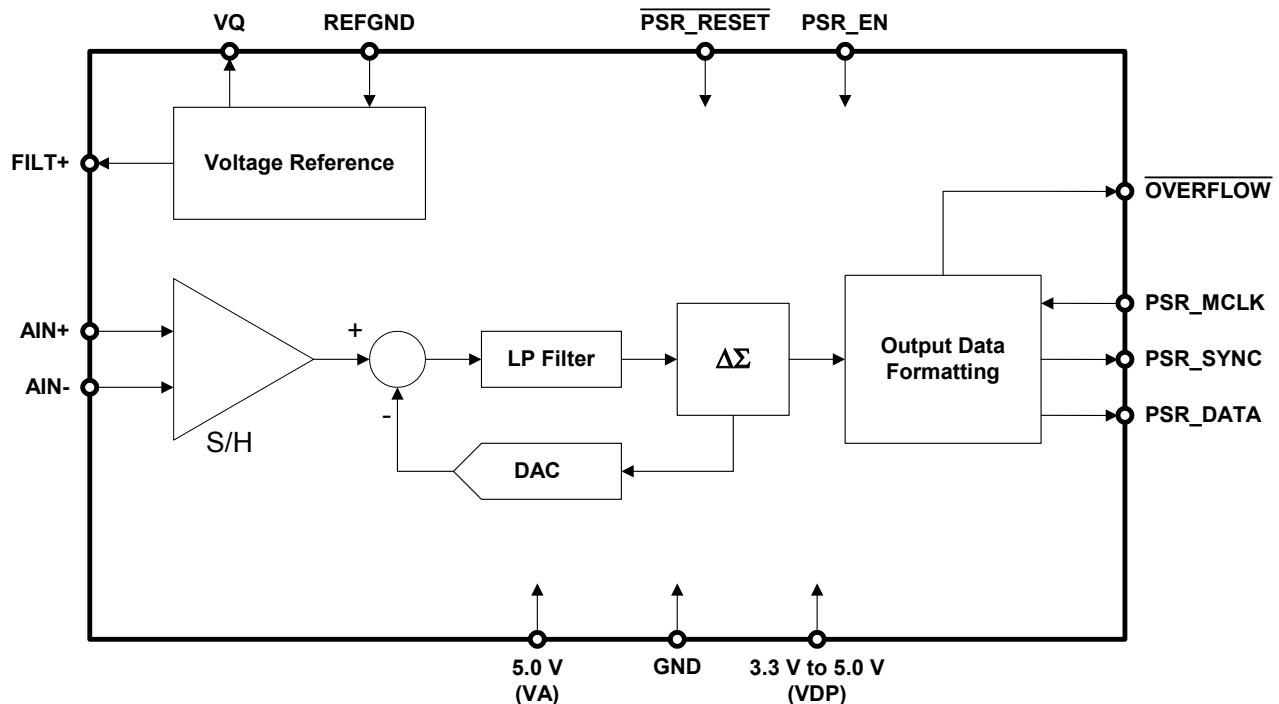 VQ
REFGND
PSR_RESET
PSR_EN
FILT+
Voltage Reference
OVERFLOW
AIN+
AIN-
S/H
+
-
LP Filter
ΔΣ
DAC
Output Data
Formatting
PSR_MCLK
PSR_SYNC
PSR_DATA
5.0 V
(VA)
GND
3.3 V to 5.0 V
(VDP)